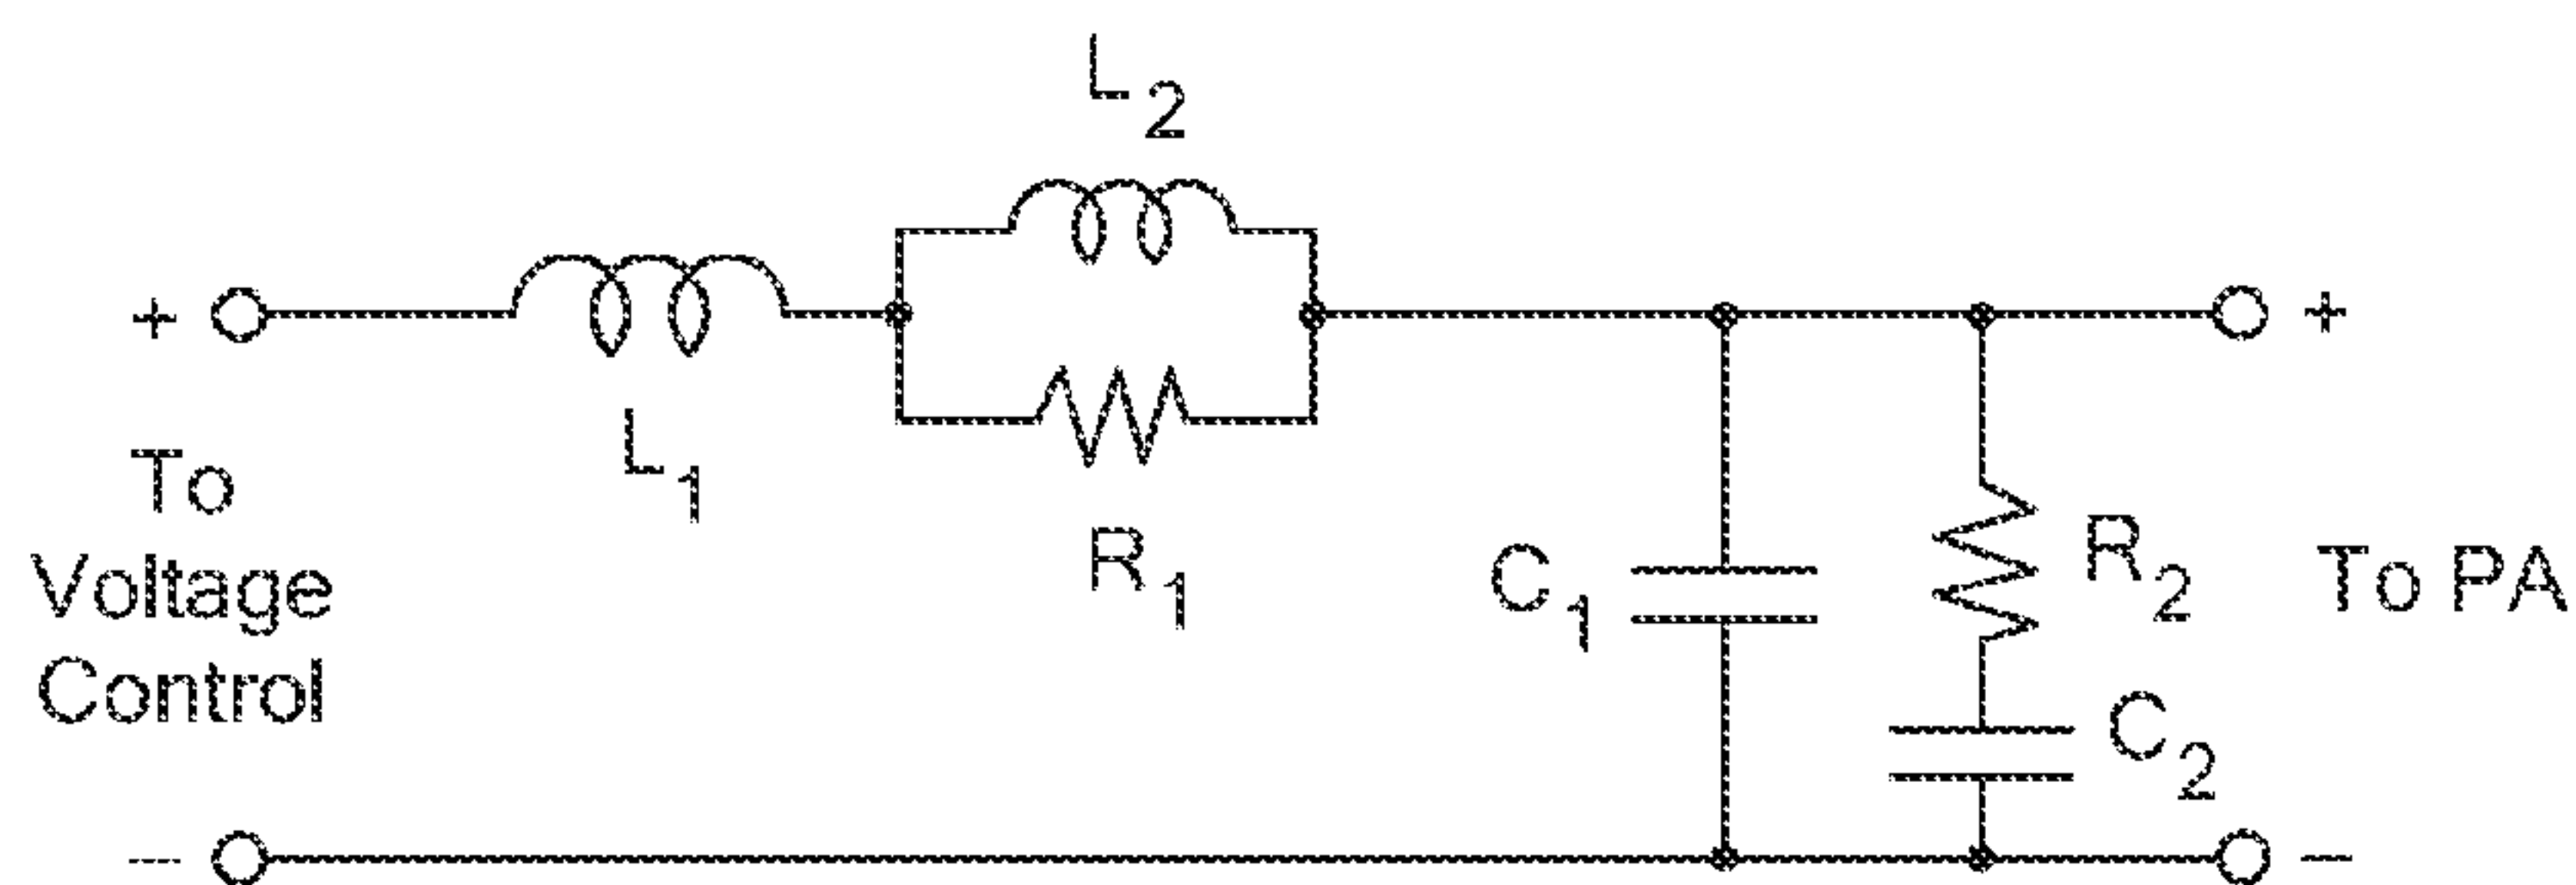 L2
+
+
L1
R1
To
Voltage
Control
C1
R2
To PA
C2
−
−